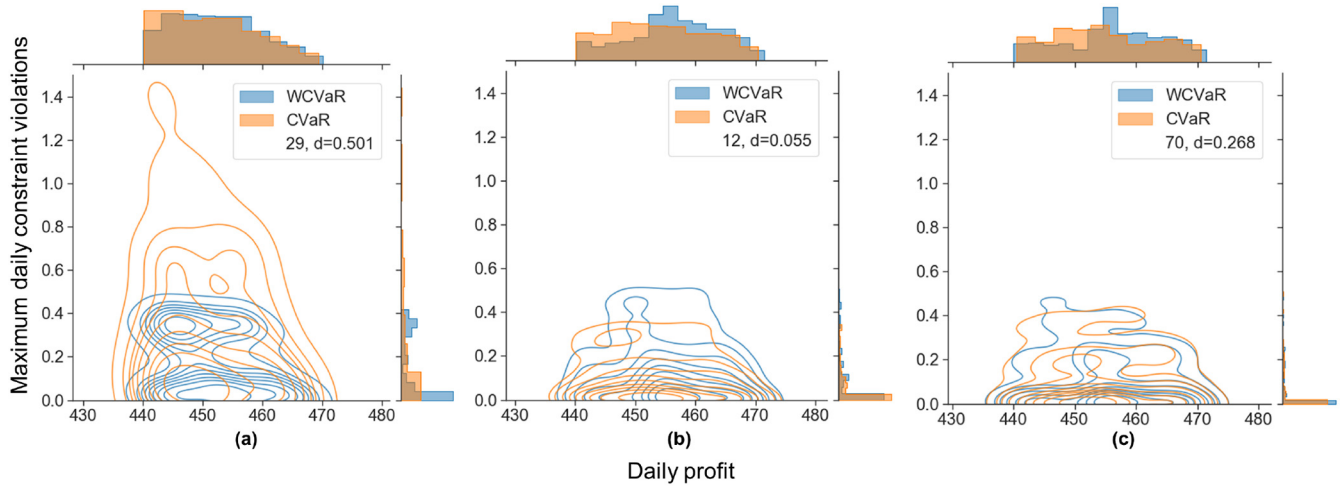 Maximum daily constraint violations
1.4
1.2
1.0
0.8
0.6
0.4
0.2
0.0
430 440 450 460 470 480
WCVaR
CVaR
29, d=0.501
(a)
1.4
1.2
1.0
0.8
0.6
0.4
0.2
0.0
430 440 450 460 470 480
WCVaR
CVaR
12, d=0.055
(b)
1.4
1.2
1.0
0.8
0.6
0.4
0.2
0.0
430 440 450 460 470 480
WCVaR
CVaR
70, d=0.268
(c)
Daily profit